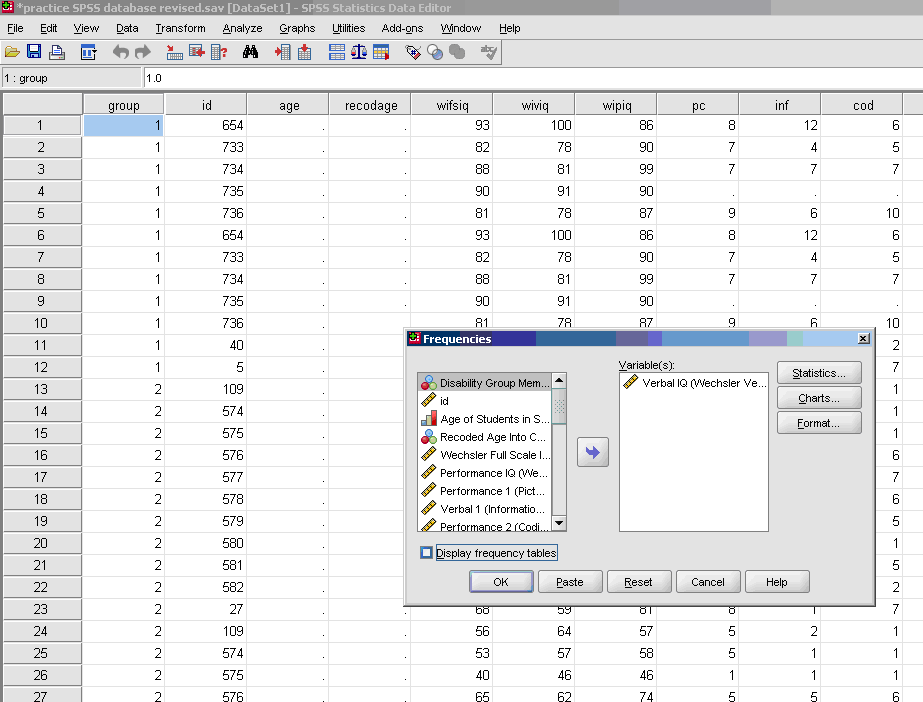 *practice SPSS database revised.sav [DataSet1] - SPSS Statistics Data Editor
File Edit View Data Transform Analyze Graphs Utilities Add-ons Window Help
1 : group 1.0
group id age recodage wifsiq wiviq wipiq pc inf cod
1 1 654 . . 93 100 86 8 12 6
2 1 733 . . 82 78 90 7 4 5
3 1 734 . . 88 81 99 7 7 7
4 1 735 . . 90 91 90 . . .
5 1 736 . . 81 78 87 9 6 10
6 1 654 . . 93 100 86 8 12 6
7 1 733 . . 82 78 90 7 4 5
8 1 734 . . 88 81 99 7 7 7
9 1 735 . . 90 91 90 . . .
10 1 736 . . 81 78 87 9 6 10
11 1 40 . 2
12 1 5 . 7
13 2 109 . 1
14 2 574 . 1
15 2 575 . 1
16 2 576 . 6
17 2 577 . 7
18 2 578 . 6
19 2 579 . 5
20 2 580 . 1
21 2 581 . 5
22 2 582 . 2
23 2 27 . . 68 59 81 8 1 7
24 2 109 . . 56 64 57 5 2 1
25 2 574 . . 53 57 58 5 1 1
26 2 575 . . 40 46 46 1 1 1
27 2 576 . . 65 62 74 5 5 6
Frequencies
Variable(s):
Disability Group Mem...
id
Age of Students in S...
Recoded Age Into C...
Wechsler Full Scale I...
Performance IQ (We...
Performance 1 (Pict...
Verbal 1 (Informatio...
Performance 2 (Codi...
Verbal IQ (Wechsler Ve...
Statistics...
Charts...
Format...
Display frequency tables
OK Paste Reset Cancel Help